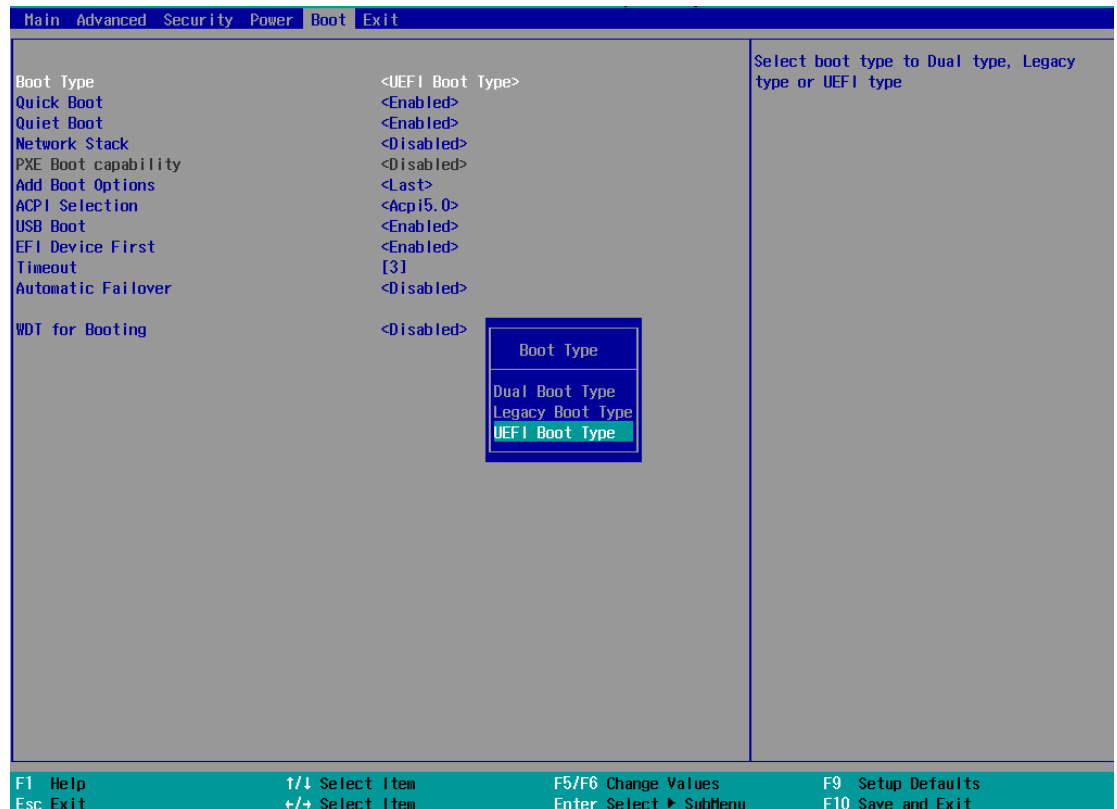 Main Advanced Security Power Boot Exit
Boot Type <UEFI Boot Type>
Quick Boot <Enabled>
Quiet Boot <Enabled>
Network Stack <Disabled>
PXE Boot capability <Disabled>
Add Boot Options <Last>
ACPI Selection <Acpi5.0>
USB Boot <Enabled>
EFI Device First <Enabled>
Timeout [3]
Automatic Failover <Disabled>
WDT for Booting <Disabled>
Select boot type to Dual type, Legacy
type or UEFI type
Boot Type
Dual Boot Type
Legacy Boot Type
UEFI Boot Type
F1 Help ↑/↓ Select Item F5/F6 Change Values F9 Setup Defaults
Esc Exit ←/→ Select Item Enter Select ▶ SubMenu F10 Save and Exit